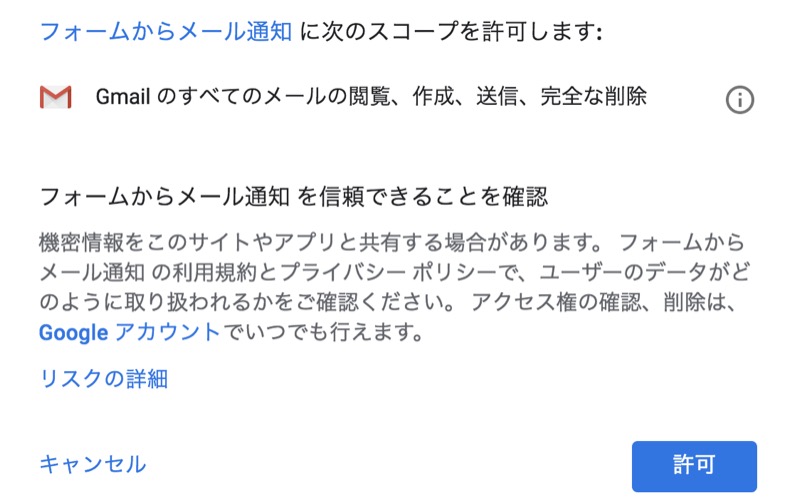 フォームからメール通知 に次のスコープを許可します:
Gmail のすべてのメールの閲覧、作成、送信、完全な削除
フォームからメール通知 を信頼できることを確認
機密情報をこのサイトやアプリと共有する場合があります。 フォームから
メール通知 の利用規約とプライバシー ポリシーで、ユーザーのデータがど
のように取り扱われるかをご確認ください。 アクセス権の確認、削除は、
Google アカウントでいつでも行えます。
リスクの詳細
キャンセル
許可